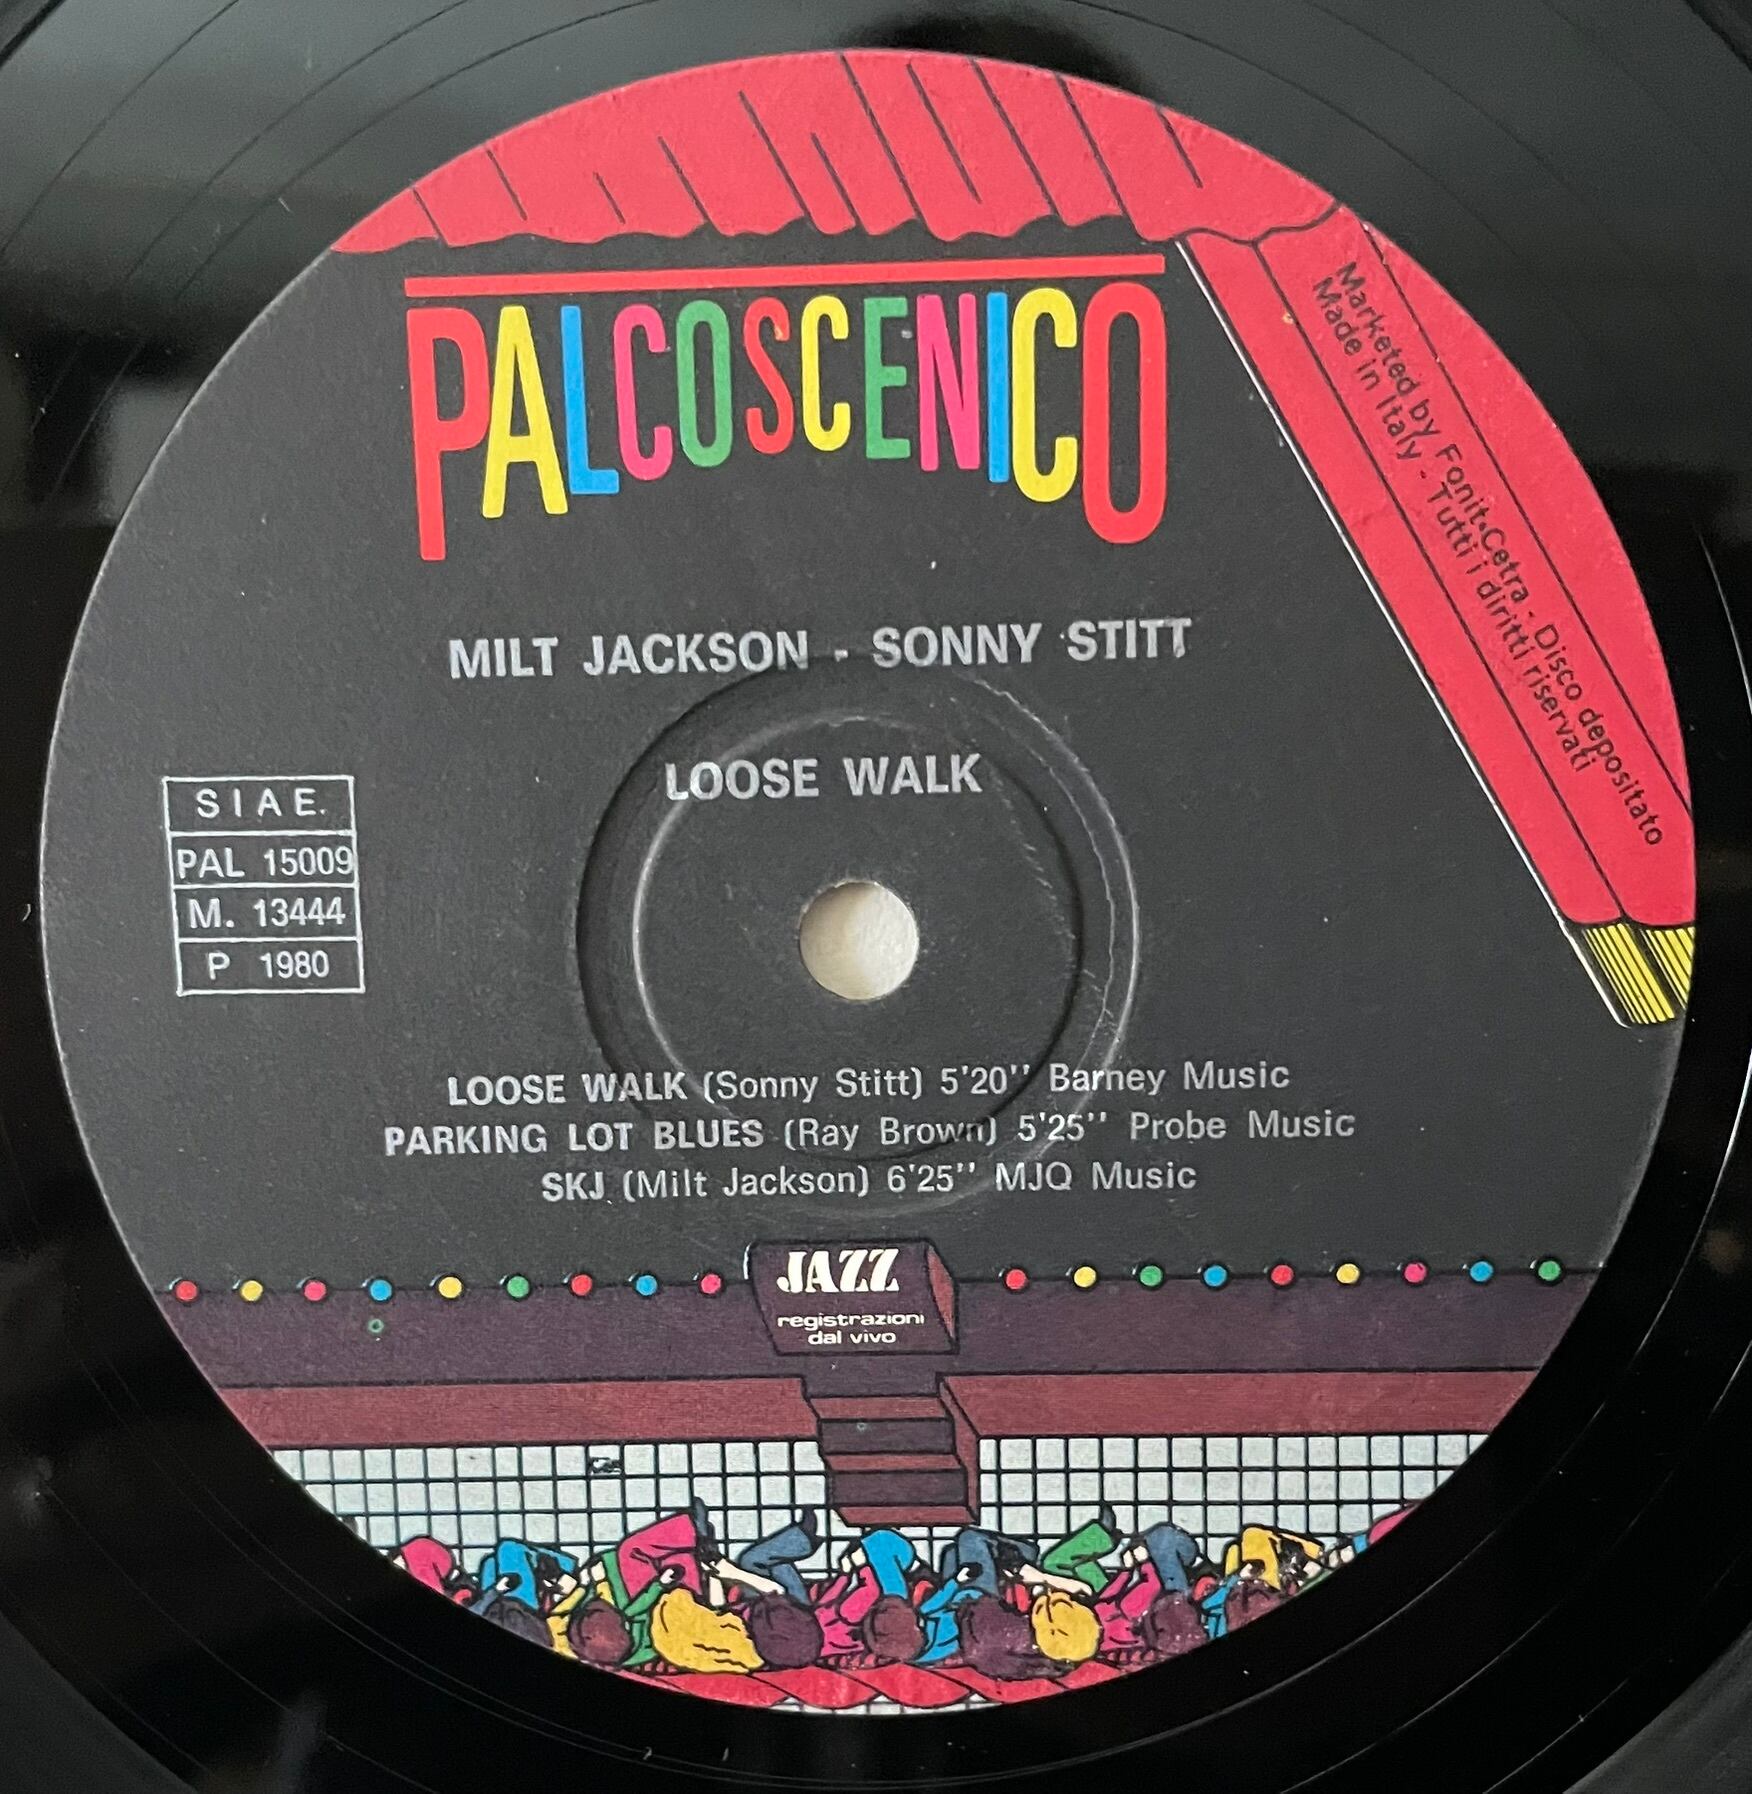 PALCOSCENICO
Marketed by Fonit-Cetra - Disco depositato
Made in Italy - Tutti i diritti riservati
MILT JACKSON - SONNY STITT
LOOSE WALK
S I A E.
PAL 15009
M. 13444
P 1980
LOOSE WALK (Sonny Stitt) 5'20'' Barney Music
PARKING LOT BLUES (Ray Brown) 5'25'' Probe Music
SKJ (Milt Jackson) 6'25'' MJQ Music
JAZZ
registrazioni
dal vivo